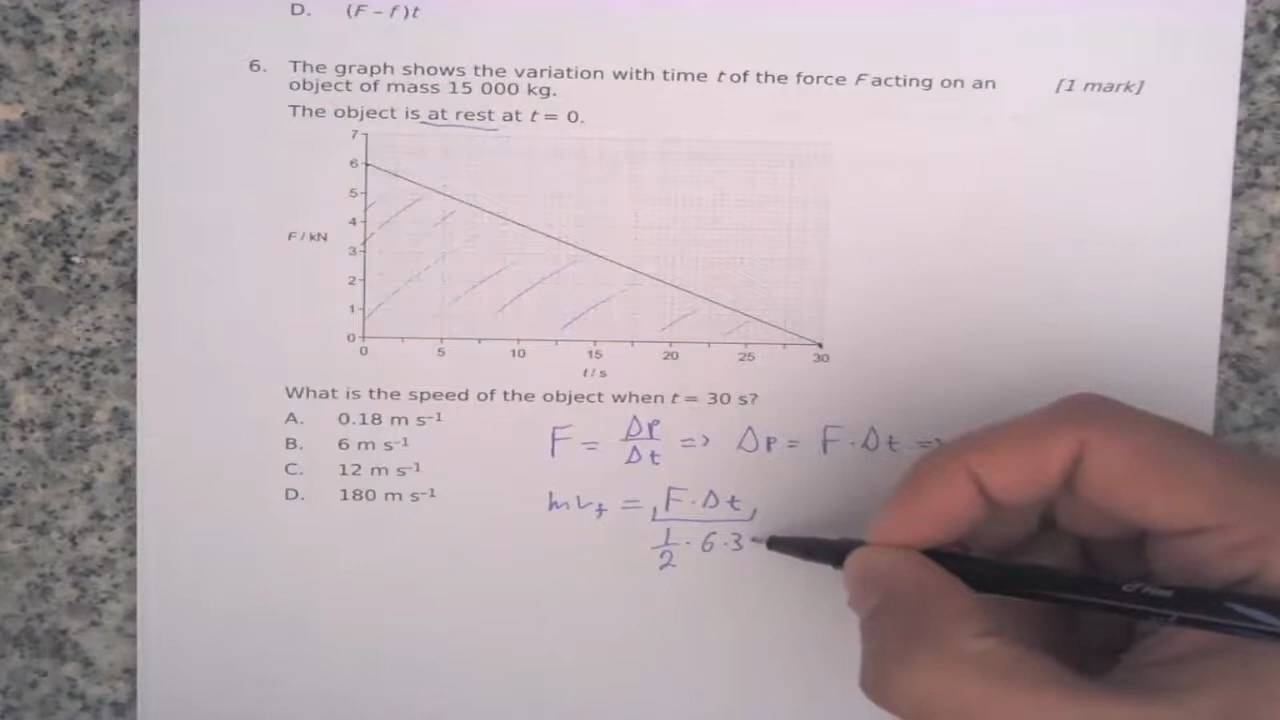 D. (F – f)t
6. The graph shows the variation with time t of the force F acting on an [1 mark]
object of mass 15 000 kg.
The object is at rest at t = 0.
7
6
5
4
F / kN
3
2
1
0
0 5 10 15 20 25 30
t / s
What is the speed of the object when t = 30 s?
A. 0.18 m s⁻¹
B. 6 m s⁻¹
C. 12 m s⁻¹
D. 180 m s⁻¹
F = Δp/Δt => Δp = F·Δt =>
mv_f = F·Δt
1/2 · 6 · 3